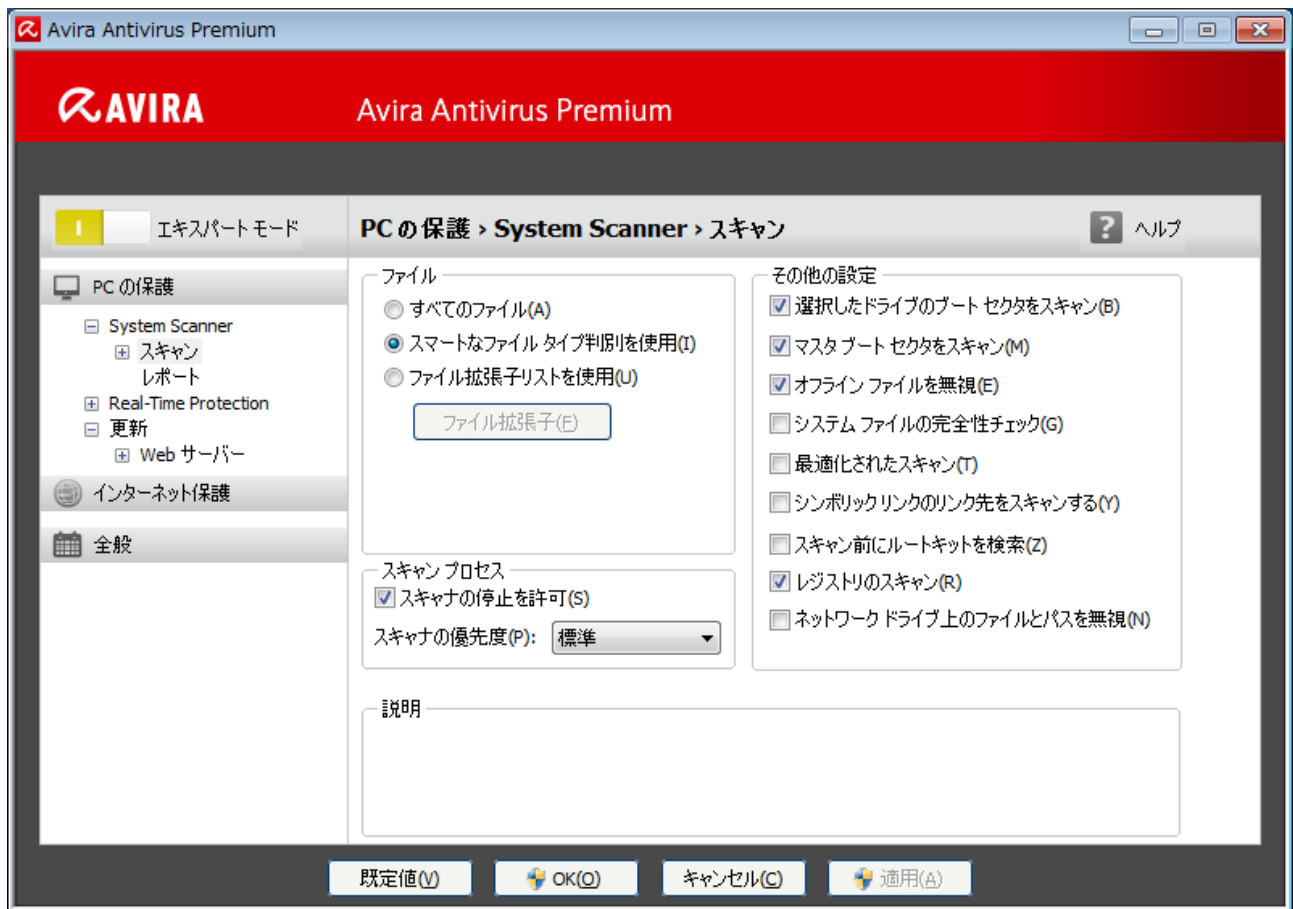 Avira Antivirus Premium
AVIRA
Avira Antivirus Premium
エキスパート モード
PC の保護 › System Scanner › スキャン
? ヘルプ
PC の保護
System Scanner
スキャン
レポート
Real-Time Protection
更新
Web サーバー
インターネット保護
全般
ファイル
すべてのファイル(A)
スマートなファイル タイプ判別を使用(I)
ファイル拡張子リストを使用(U)
ファイル拡張子(F)
スキャン プロセス
スキャナの停止を許可(S)
スキャナの優先度(P):
標準
その他の設定
選択したドライブのブート セクタをスキャン(B)
マスタ ブート セクタをスキャン(M)
オフライン ファイルを無視(E)
システム ファイルの完全性チェック(G)
最適化されたスキャン(T)
シンボリック リンクのリンク先をスキャンする(Y)
スキャン前にルートキットを検索(Z)
レジストリのスキャン(R)
ネットワーク ドライブ上のファイルとパスを無視(N)
説明
既定値(V)
OK(O)
キャンセル(C)
適用(A)